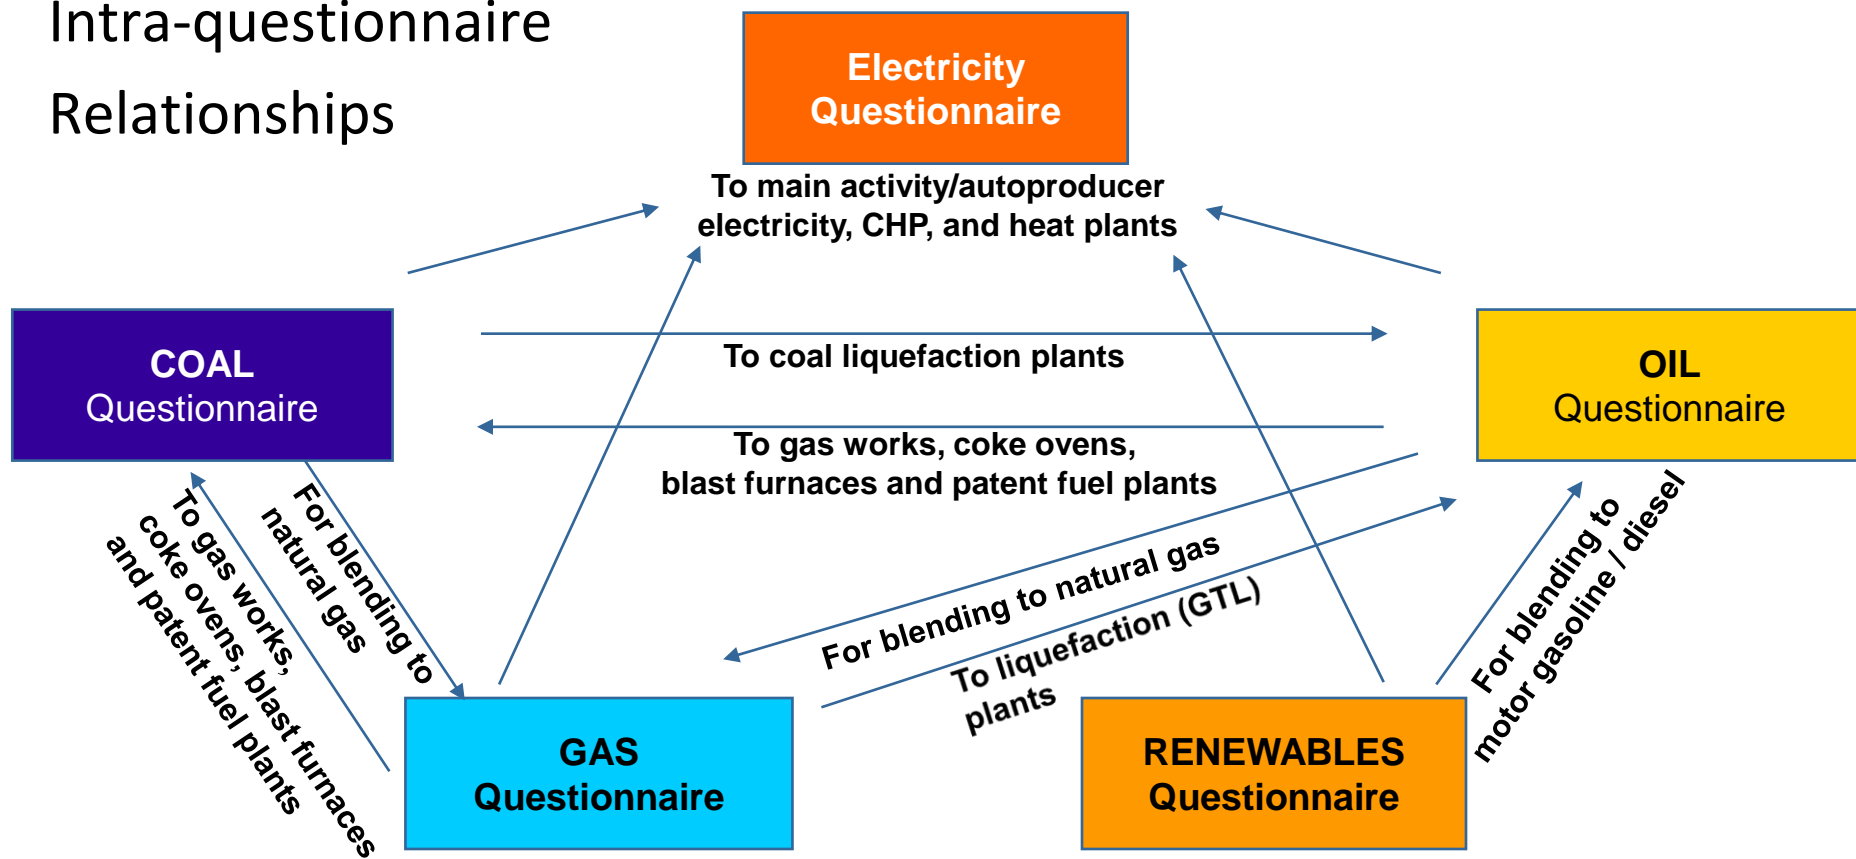 Intra-questionnaire
Relationships
Electricity
Questionnaire
To main activity/autoproducer
electricity, CHP, and heat plants
COAL
Questionnaire
OIL
Questionnaire
To coal liquefaction plants
To gas works, coke ovens,
blast furnaces and patent fuel plants
To gas works,
coke ovens, blast furnaces
and patent fuel plants
For blending to
natural gas
For blending to natural gas
To liquefaction (GTL)
plants
For blending to
motor gasoline / diesel
GAS
Questionnaire
RENEWABLES
Questionnaire